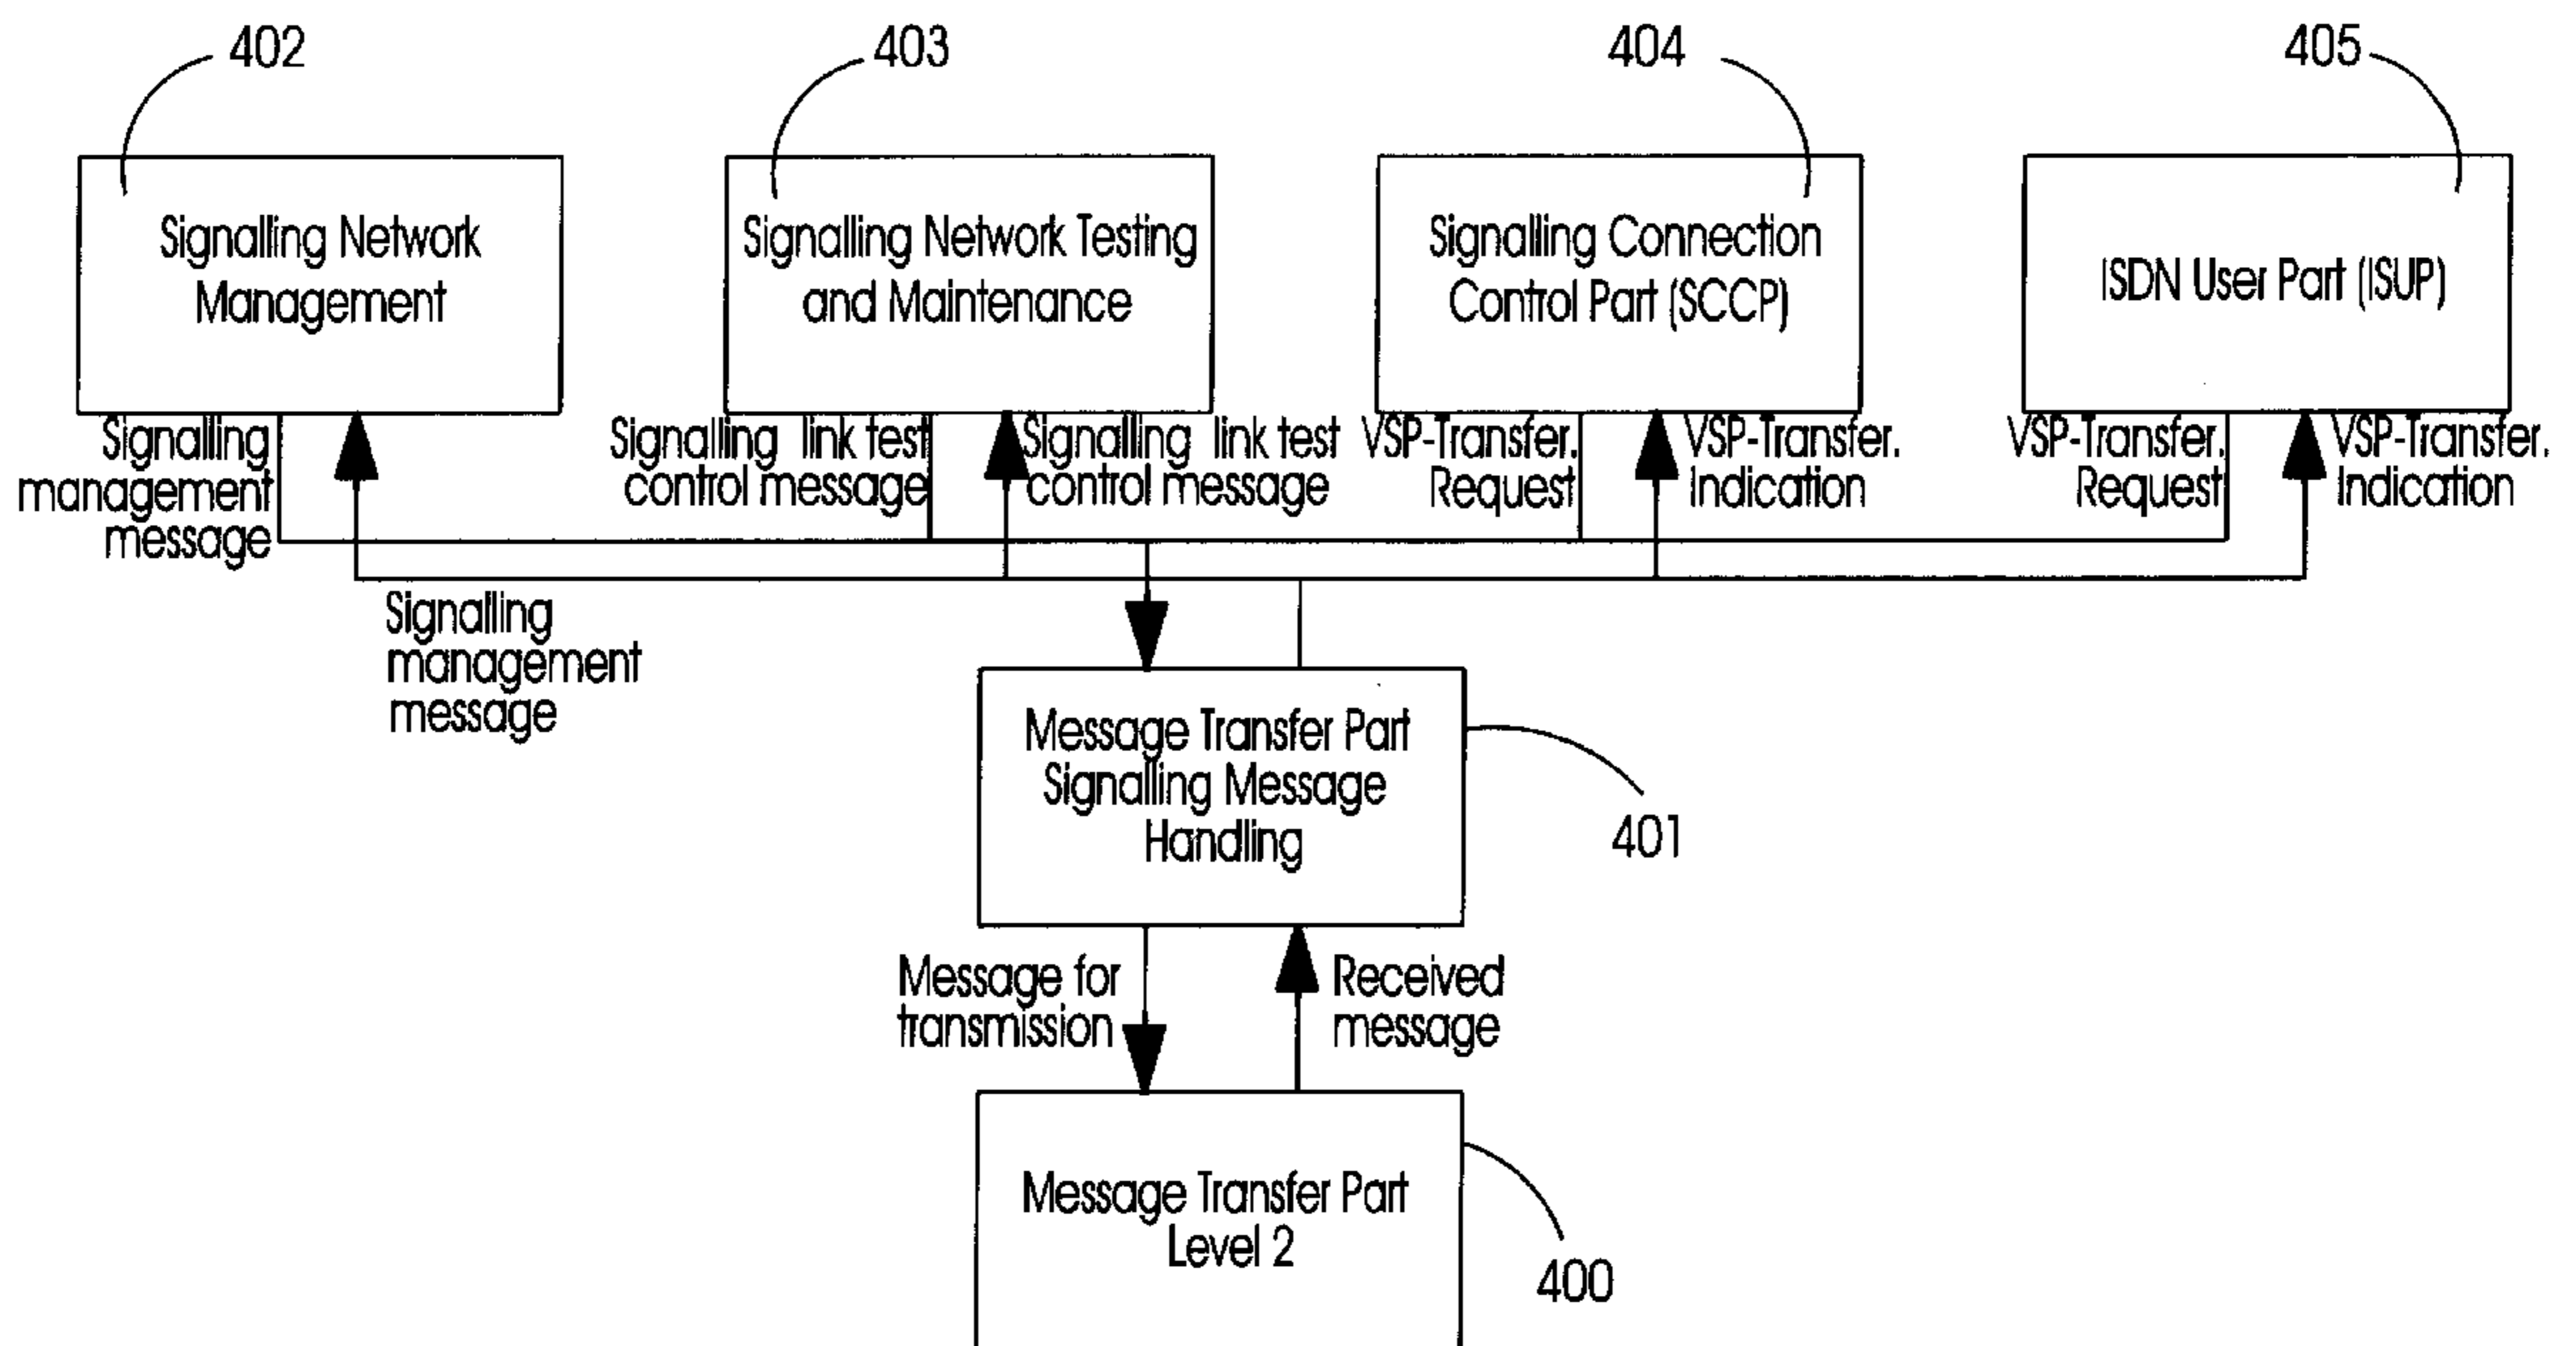 402
403
404
405
Signalling Network
Management
Signalling Network Testing
and Maintenance
Signalling Connection
Control Part (SCCP)
ISDN User Part (ISUP)
Signalling
management
message
Signalling link test
control message
Signalling link test
control message
VSP-Transfer.
Request
VSP-Transfer.
Indication
VSP-Transfer.
Request
VSP-Transfer.
Indication
Signalling
management
message
Message Transfer Part
Signalling Message
Handling
401
Message for
transmission
Received
message
Message Transfer Part
Level 2
400